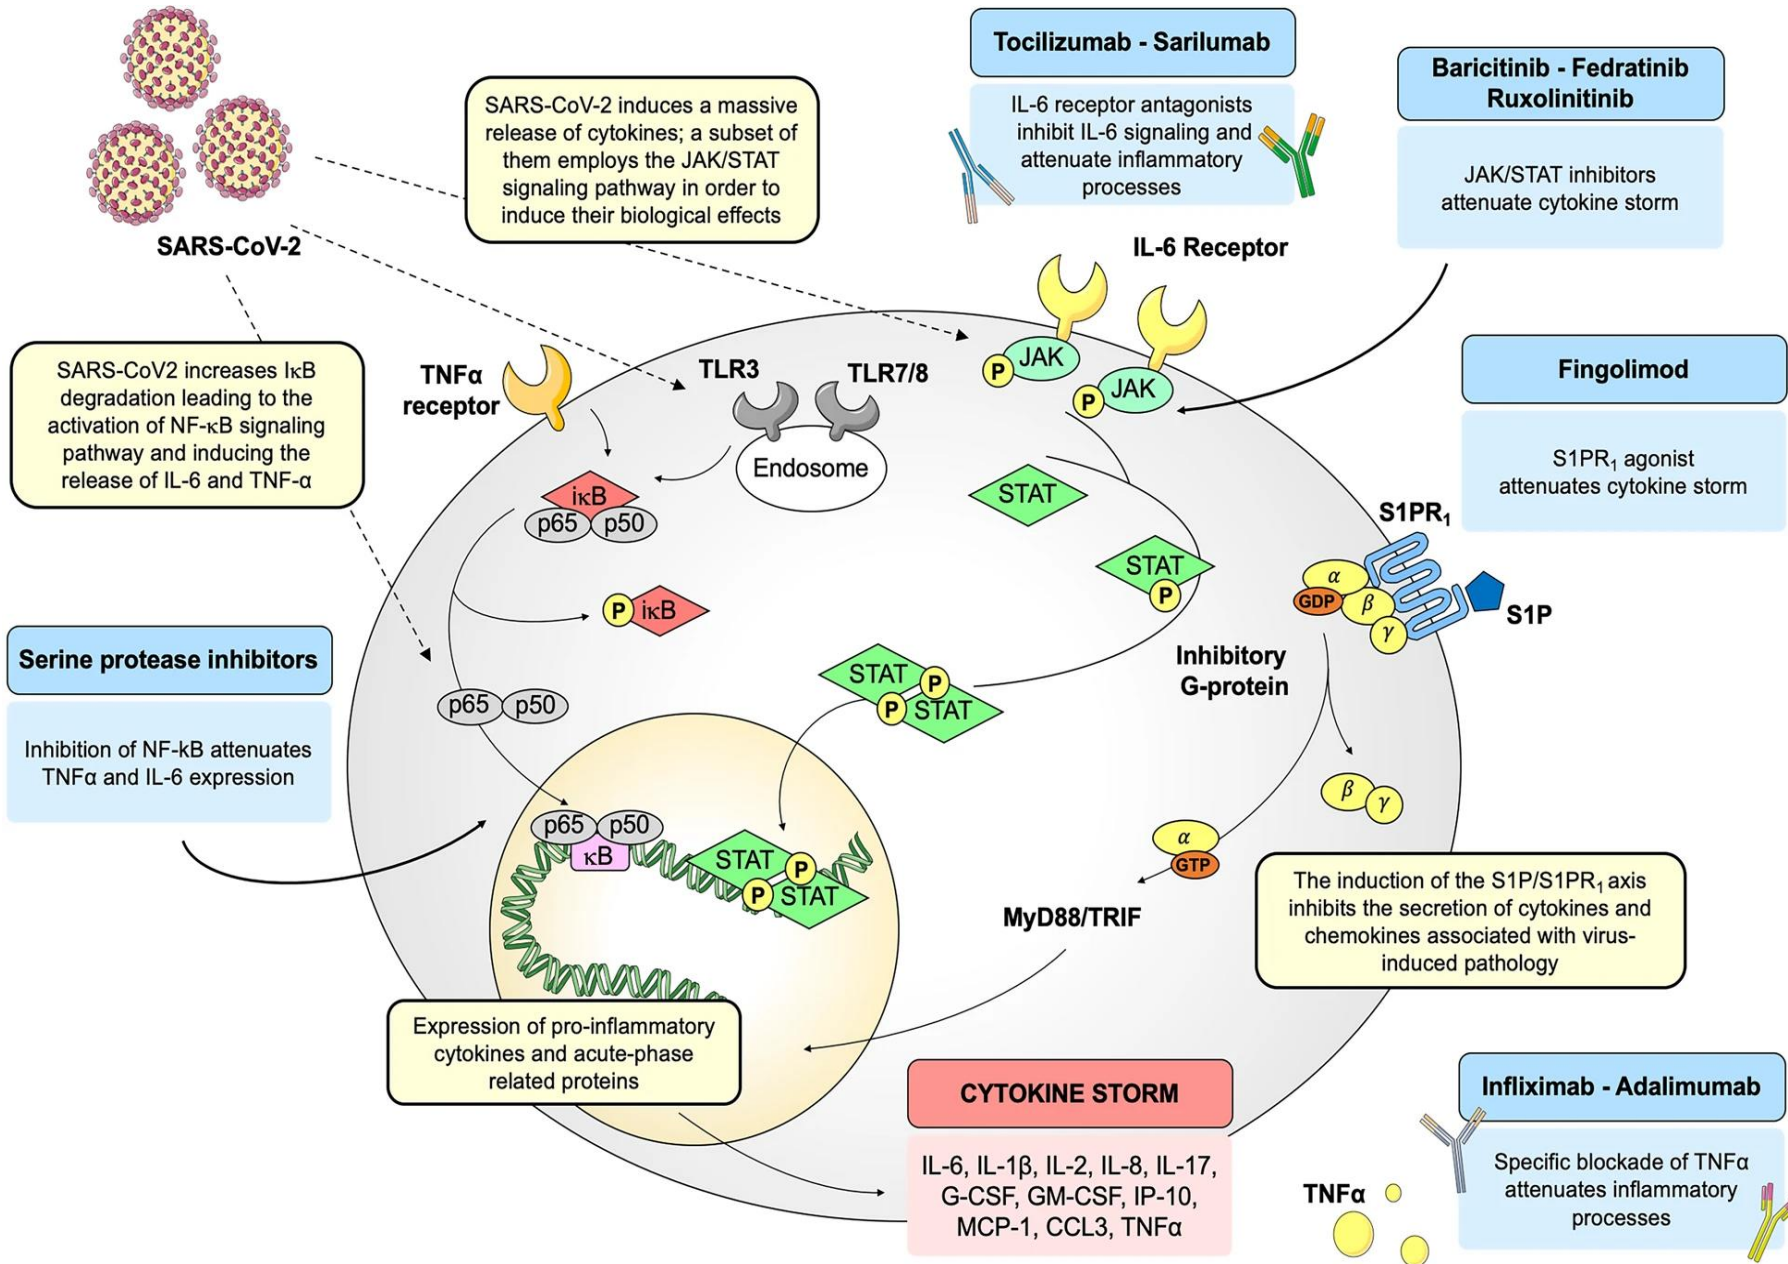 SARS-CoV-2
SARS-CoV-2 induces a massive
release of cytokines; a subset of
them employs the JAK/STAT
signaling pathway in order to
induce their biological effects
Tocilizumab - Sarilumab
IL-6 receptor antagonists
inhibit IL-6 signaling and
attenuate inflammatory
processes
Baricitinib - Fedratinib
Ruxolinitinib
JAK/STAT inhibitors
attenuate cytokine storm
IL-6 Receptor
JAK
P
JAK
P
SARS-CoV2 increases IκB
degradation leading to the
activation of NF-κB signaling
pathway and inducing the
release of IL-6 and TNF-α
TNFα
receptor
TLR3
TLR7/8
Endosome
Fingolimod
S1PR₁ agonist
attenuates cytokine storm
iκB
p65
p50
STAT
STAT
P
S1PR₁
α
GDP
β
γ
S1P
P
iκB
Serine protease inhibitors
Inhibition of NF-kB attenuates
TNFα and IL-6 expression
p65
p50
STAT
P
P
STAT
Inhibitory
G-protein
β
γ
α
GTP
p65
p50
κB
STAT
P
P
STAT
MyD88/TRIF
The induction of the S1P/S1PR₁ axis
inhibits the secretion of cytokines and
chemokines associated with virus-
induced pathology
Expression of pro-inflammatory
cytokines and acute-phase
related proteins
CYTOKINE STORM
IL-6, IL-1β, IL-2, IL-8, IL-17,
G-CSF, GM-CSF, IP-10,
MCP-1, CCL3, TNFα
Infliximab - Adalimumab
Specific blockade of TNFα
attenuates inflammatory
processes
TNFα